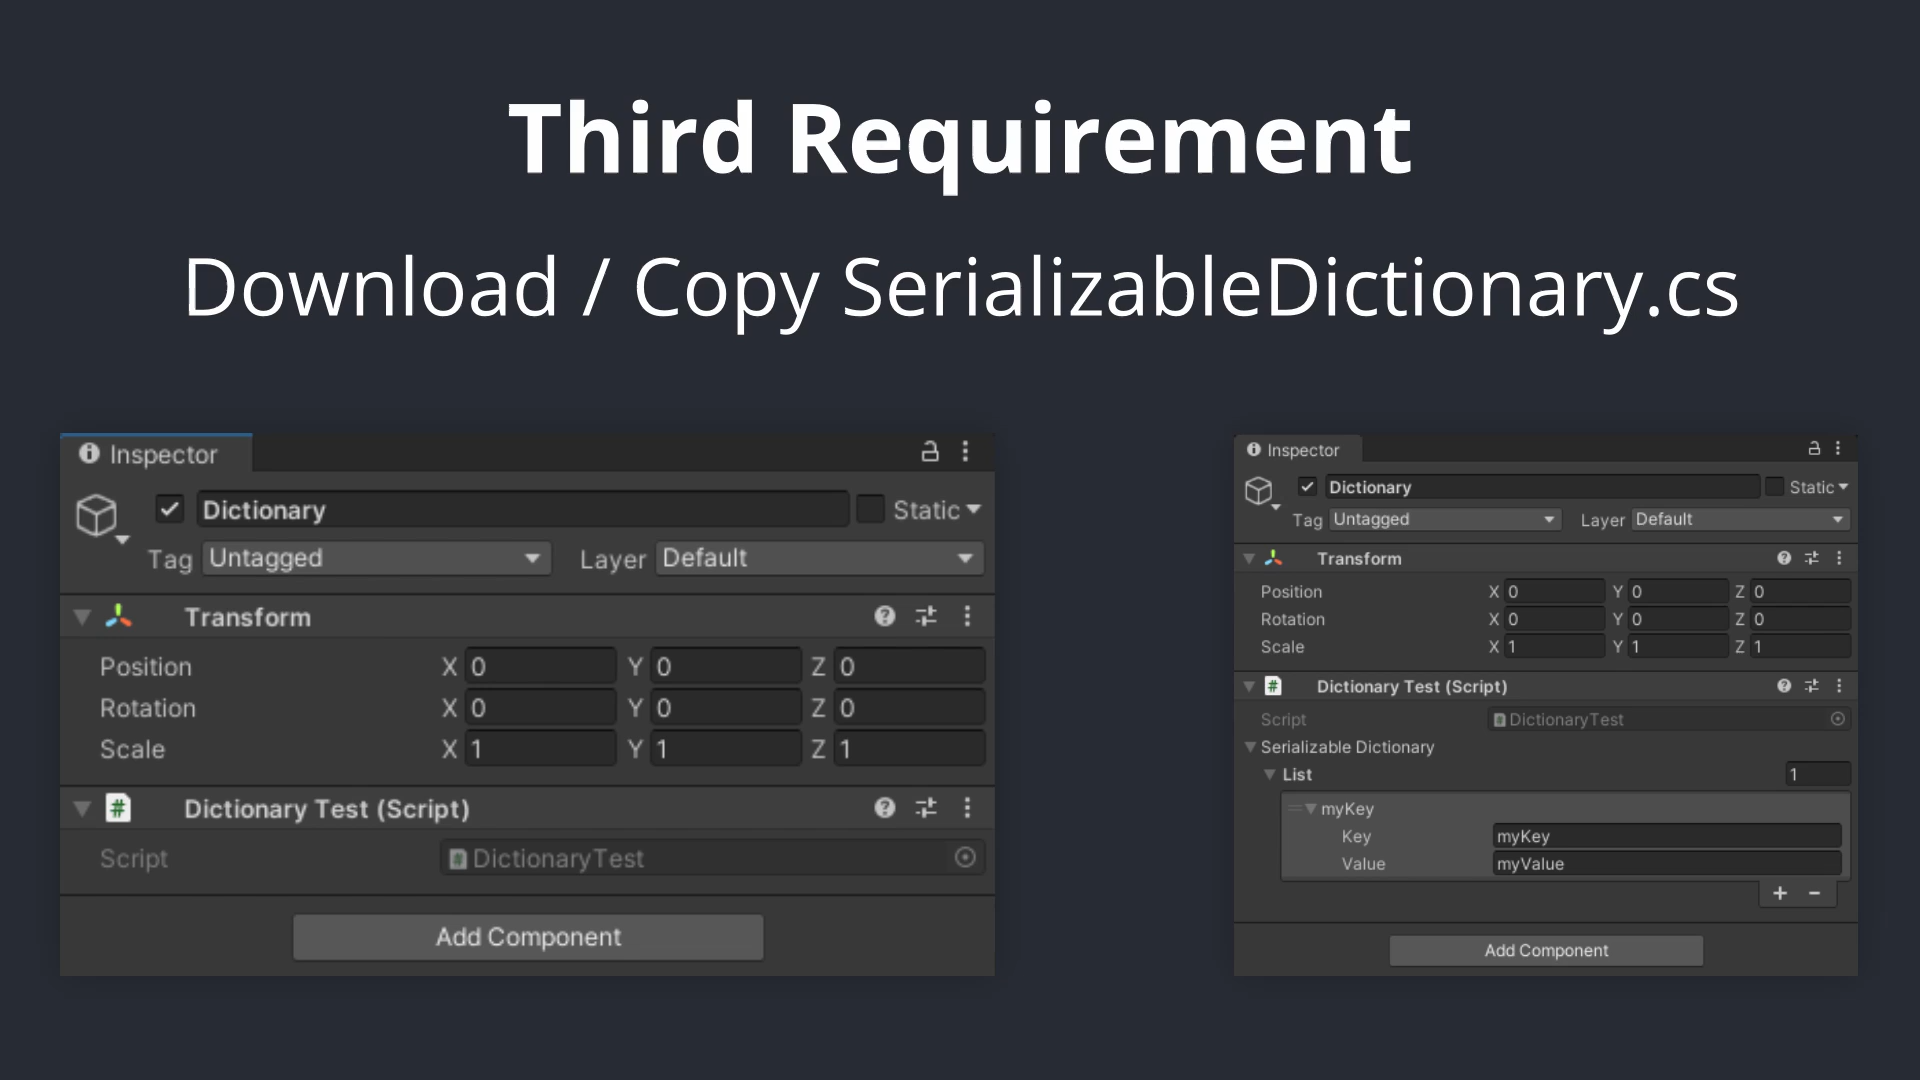 Third Requirement
Download / Copy SerializableDictionary.cs
Inspector
Dictionary Static
Tag Untagged Layer Default
Transform
Position X 0 Y 0 Z 0
Rotation X 0 Y 0 Z 0
Scale X 1 Y 1 Z 1
Dictionary Test (Script)
Script DictionaryTest
Add Component
Inspector
Dictionary Static
Tag Untagged Layer Default
Transform
Position X 0 Y 0 Z 0
Rotation X 0 Y 0 Z 0
Scale X 1 Y 1 Z 1
Dictionary Test (Script)
Script DictionaryTest
Serializable Dictionary
List 1
myKey
Key myKey
Value myValue
+ −
Add Component